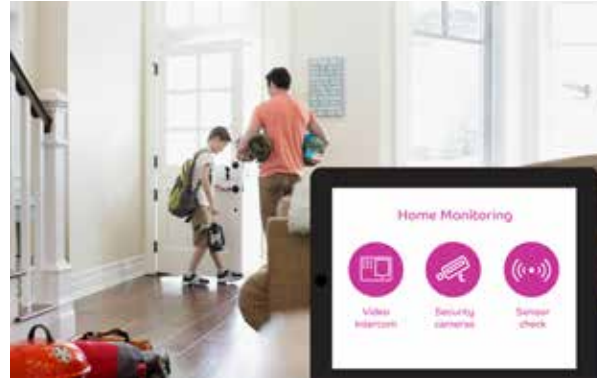 Home Monitoring
Video
Intercom
Security
cameras
Sensor
check